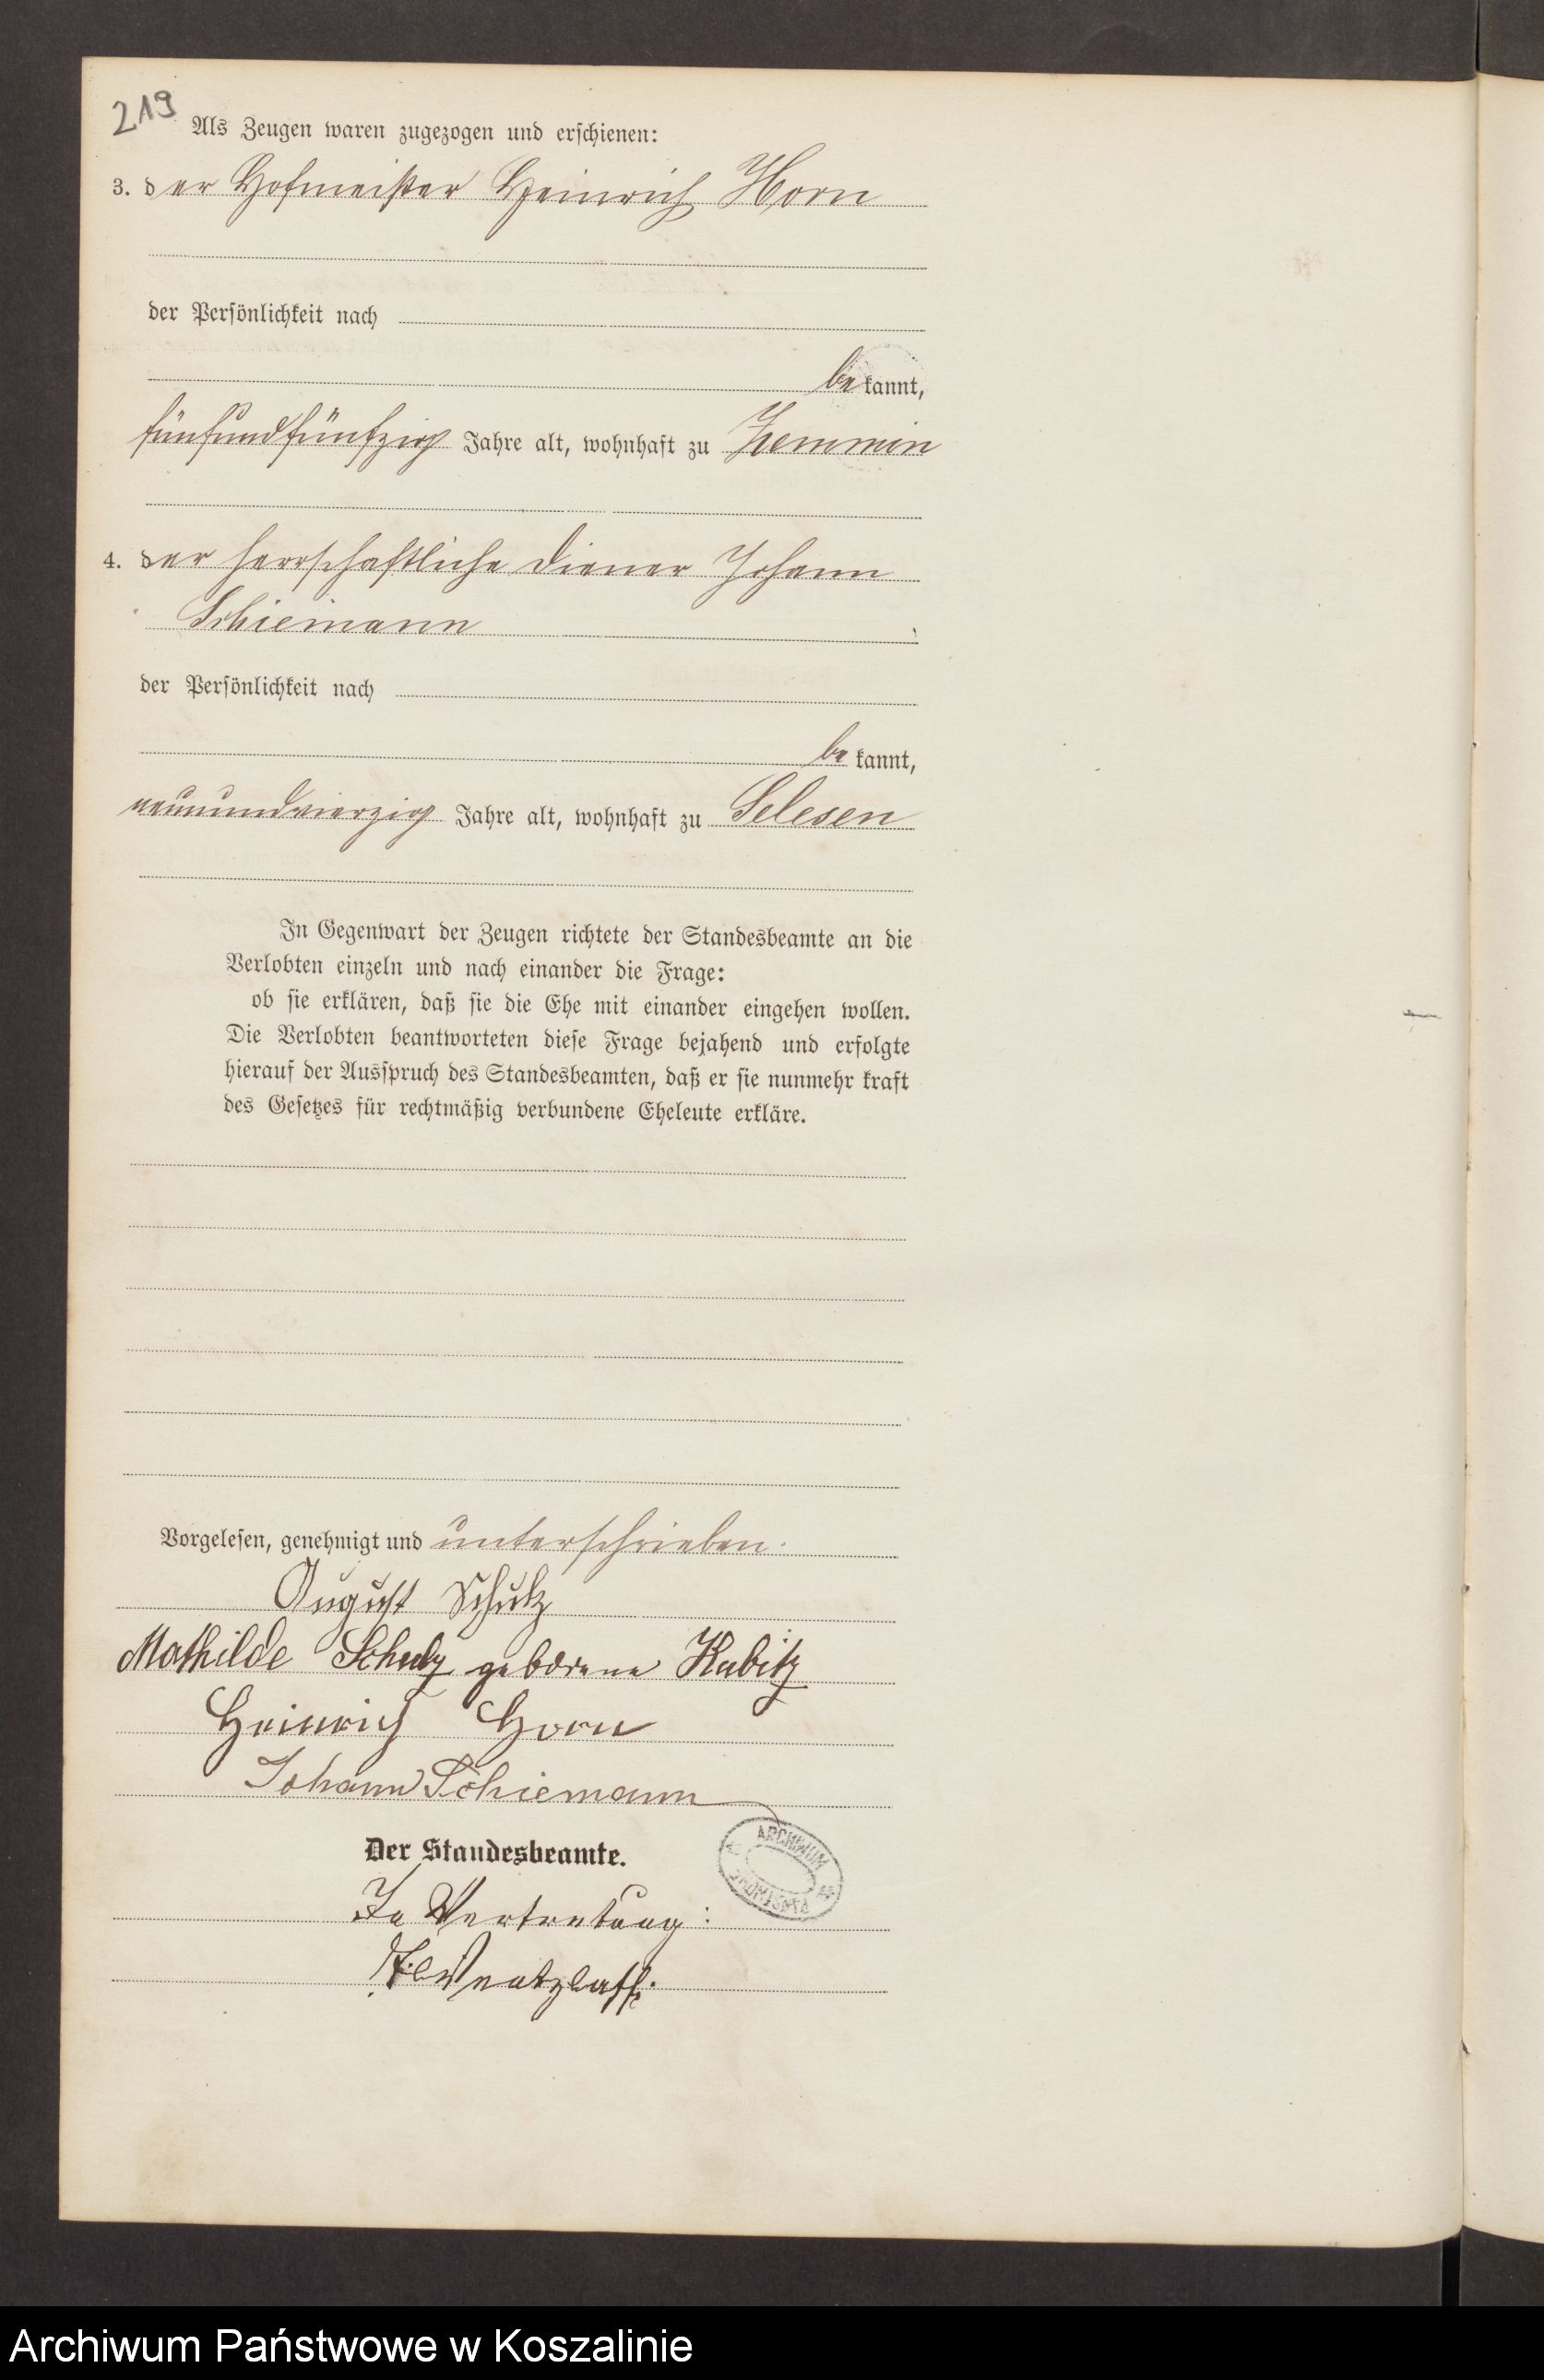 219
Als Zeugen waren zugezogen und erschienen:
3. der Hofmeister Heinrich Horn
der Persönlichkeit nach
bekannt,
fünfundfünfzig Jahre alt, wohnhaft zu Zemmin
4. der herrschaftliche Diener Johann
Schiemann
der Persönlichkeit nach
bekannt,
neunundvierzig Jahre alt, wohnhaft zu Selesen
In Gegenwart der Zeugen richtete der Standesbeamte an die
Verlobten einzeln und nach einander die Frage:
ob sie erklären, daß sie die Ehe mit einander eingehen wollen.
Die Verlobten beantworteten diese Frage bejahend und erfolgte
hierauf der Ausspruch des Standesbeamten, daß er sie nunmehr kraft
des Gesetzes für rechtmäßig verbundene Eheleute erkläre.
Vorgelesen, genehmigt und unterschrieben.
August Schulz
Mathilde Schulz geborene Kubitz
Heinrich Horn
Johann Schiemann
Der Standesbeamte.
ARCHIWUM
In Vertretung:
Ventzlaff.
Archiwum Państwowe w Koszalinie